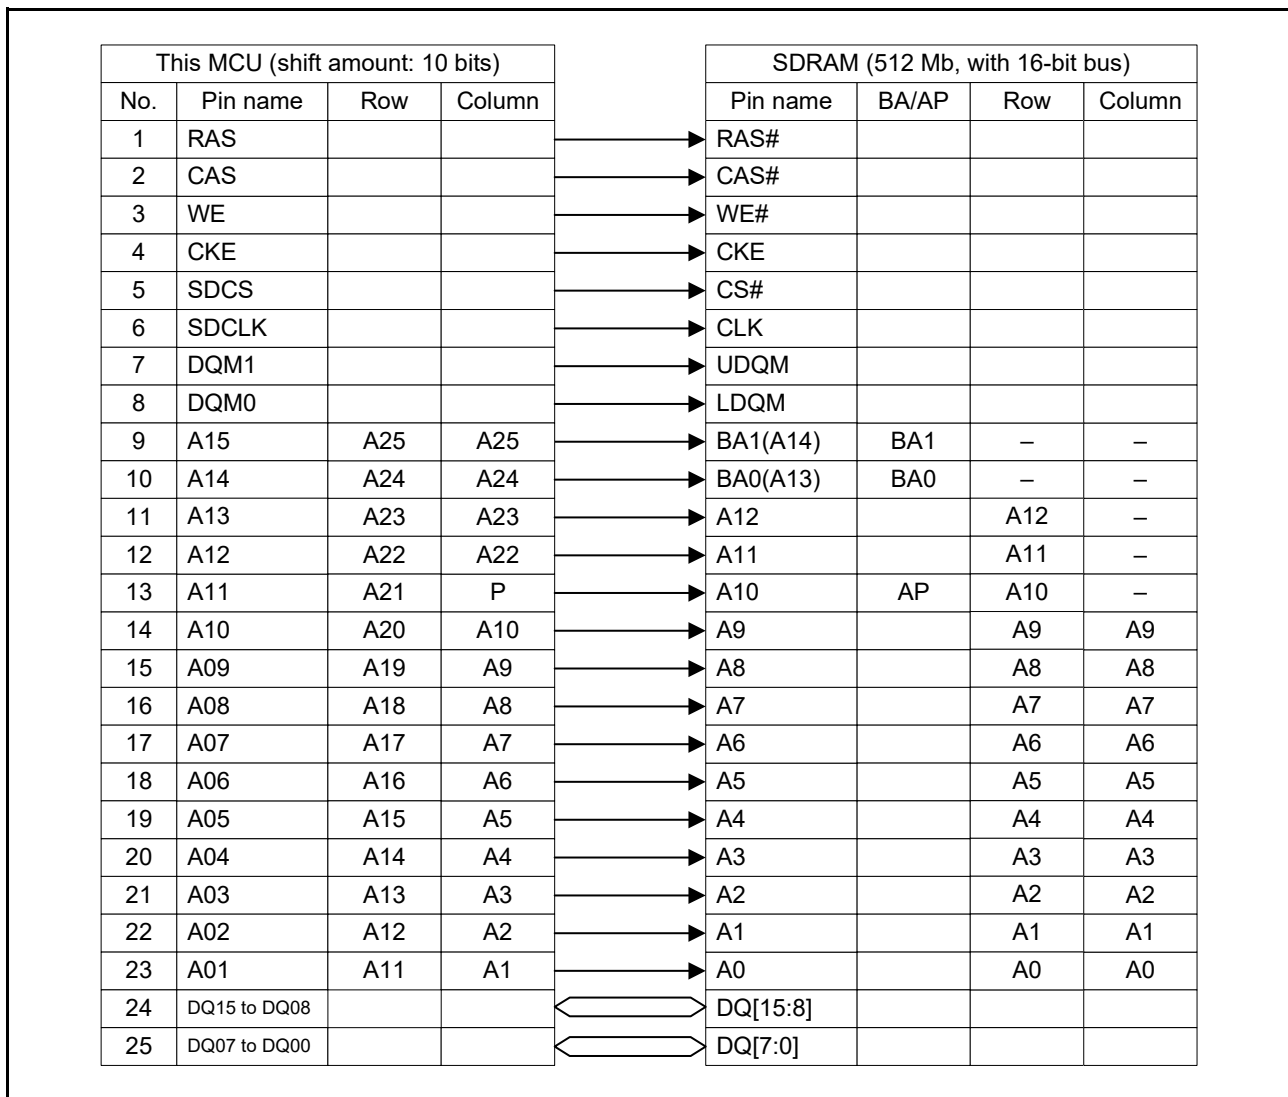 This MCU (shift amount: 10 bits) SDRAM (512 Mb, with 16-bit bus)
No. Pin name Row Column Pin name BA/AP Row Column
1 RAS RAS#
2 CAS CAS#
3 WE WE#
4 CKE CKE
5 SDCS CS#
6 SDCLK CLK
7 DQM1 UDQM
8 DQM0 LDQM
9 A15 A25 A25 BA1(A14) BA1 – –
10 A14 A24 A24 BA0(A13) BA0 – –
11 A13 A23 A23 A12 A12 –
12 A12 A22 A22 A11 A11 –
13 A11 A21 P A10 AP A10 –
14 A10 A20 A10 A9 A9 A9
15 A09 A19 A9 A8 A8 A8
16 A08 A18 A8 A7 A7 A7
17 A07 A17 A7 A6 A6 A6
18 A06 A16 A6 A5 A5 A5
19 A05 A15 A5 A4 A4 A4
20 A04 A14 A4 A3 A3 A3
21 A03 A13 A3 A2 A2 A2
22 A02 A12 A2 A1 A1 A1
23 A01 A11 A1 A0 A0 A0
24 DQ15 to DQ08 DQ[15:8]
25 DQ07 to DQ00 DQ[7:0]